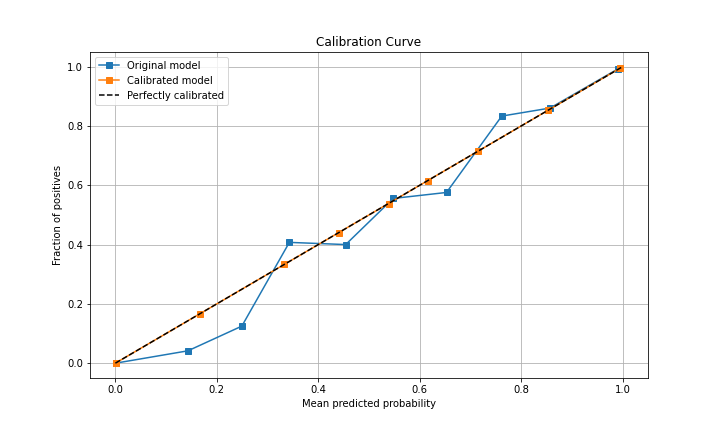 Calibration Curve
Original model
Calibrated model
Perfectly calibrated
Fraction of positives
1.0
0.8
0.6
0.4
0.2
0.0
0.0 0.2 0.4 0.6 0.8 1.0
Mean predicted probability